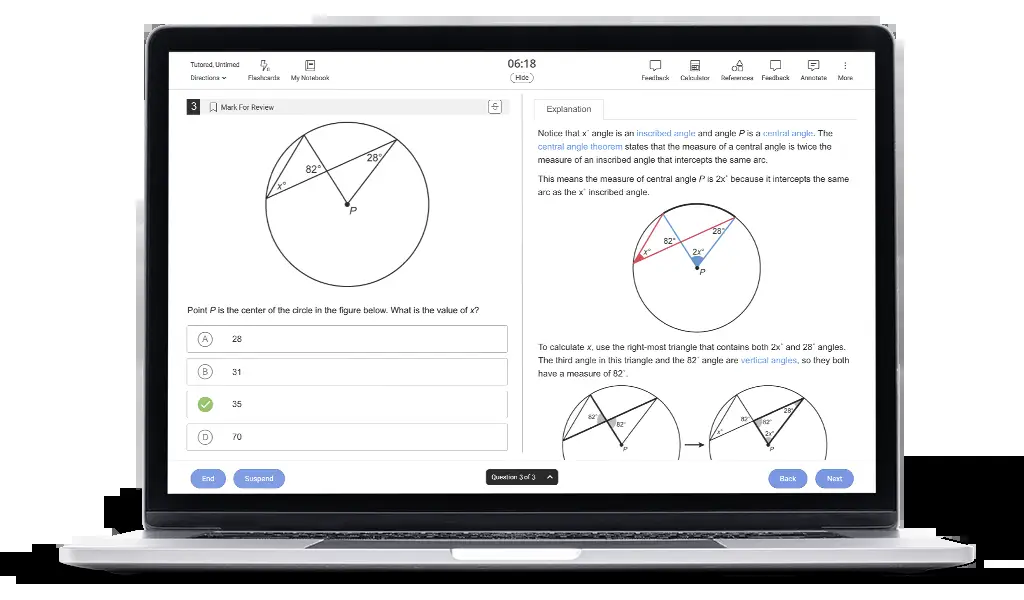 Tutored, Untimed
Directions
Flashcards
My Notebook
06:18
Hide
Feedback
Calculator
References
Feedback
Annotate
More
3
Mark For Review
82°
28°
x°
P
Point P is the center of the circle in the figure below. What is the value of x?
A
28
B
31
35
D
70
Explanation
Notice that x° angle is an inscribed angle and angle P is a central angle. The
central angle theorem states that the measure of a central angle is twice the
measure of an inscribed angle that intercepts the same arc.
This means the measure of central angle P is 2x° because it intercepts the same
arc as the x° inscribed angle.
28°
82°
x°
2x°
P
To calculate x, use the right-most triangle that contains both 2x° and 28° angles.
The third angle in this triangle and the 82° angle are vertical angles, so they both
have a measure of 82°.
82°
82°
P
28°
82°
82°
x°
2x°
P
End
Suspend
Question 3 of 3
Back
Next